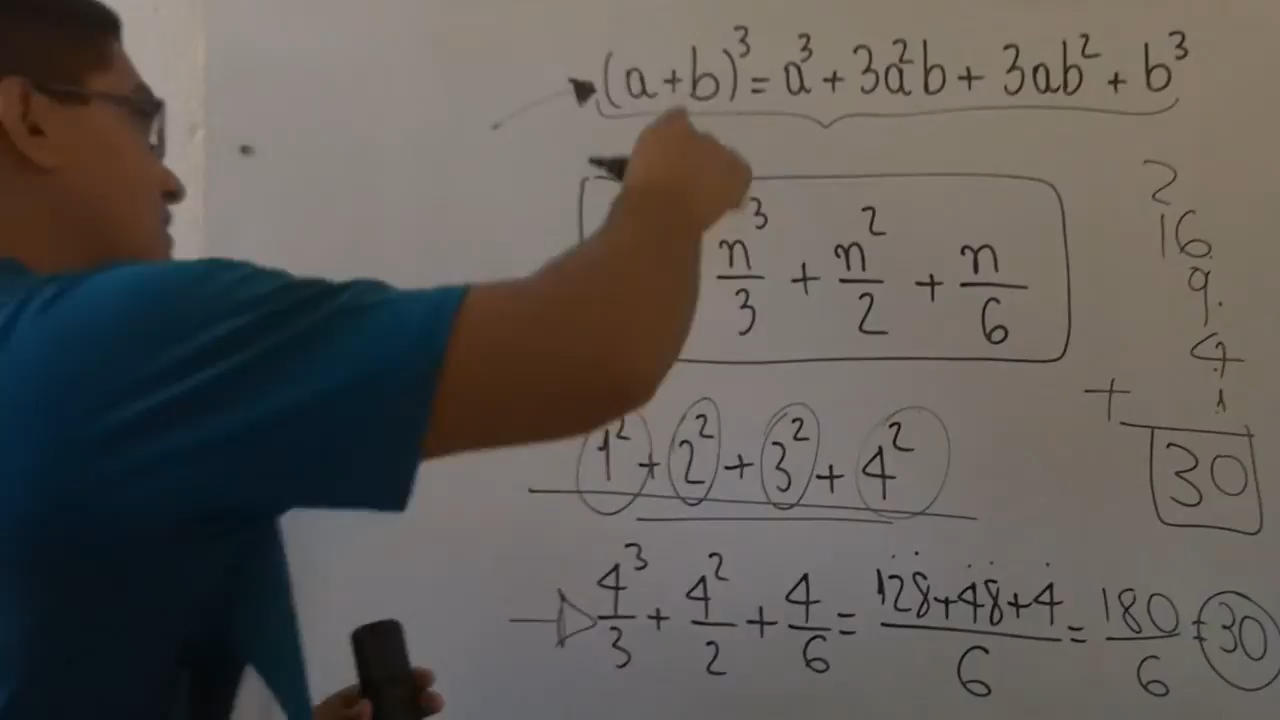 (a+b)³ = a³ + 3a²b + 3ab² + b³
n³/3 + n²/2 + n/6
1² + 2² + 3² + 4²
2
16
9
4
+ 1
30
4³/3 + 4²/2 + 4/6 = 128+48+4/6 = 180/6 = 30